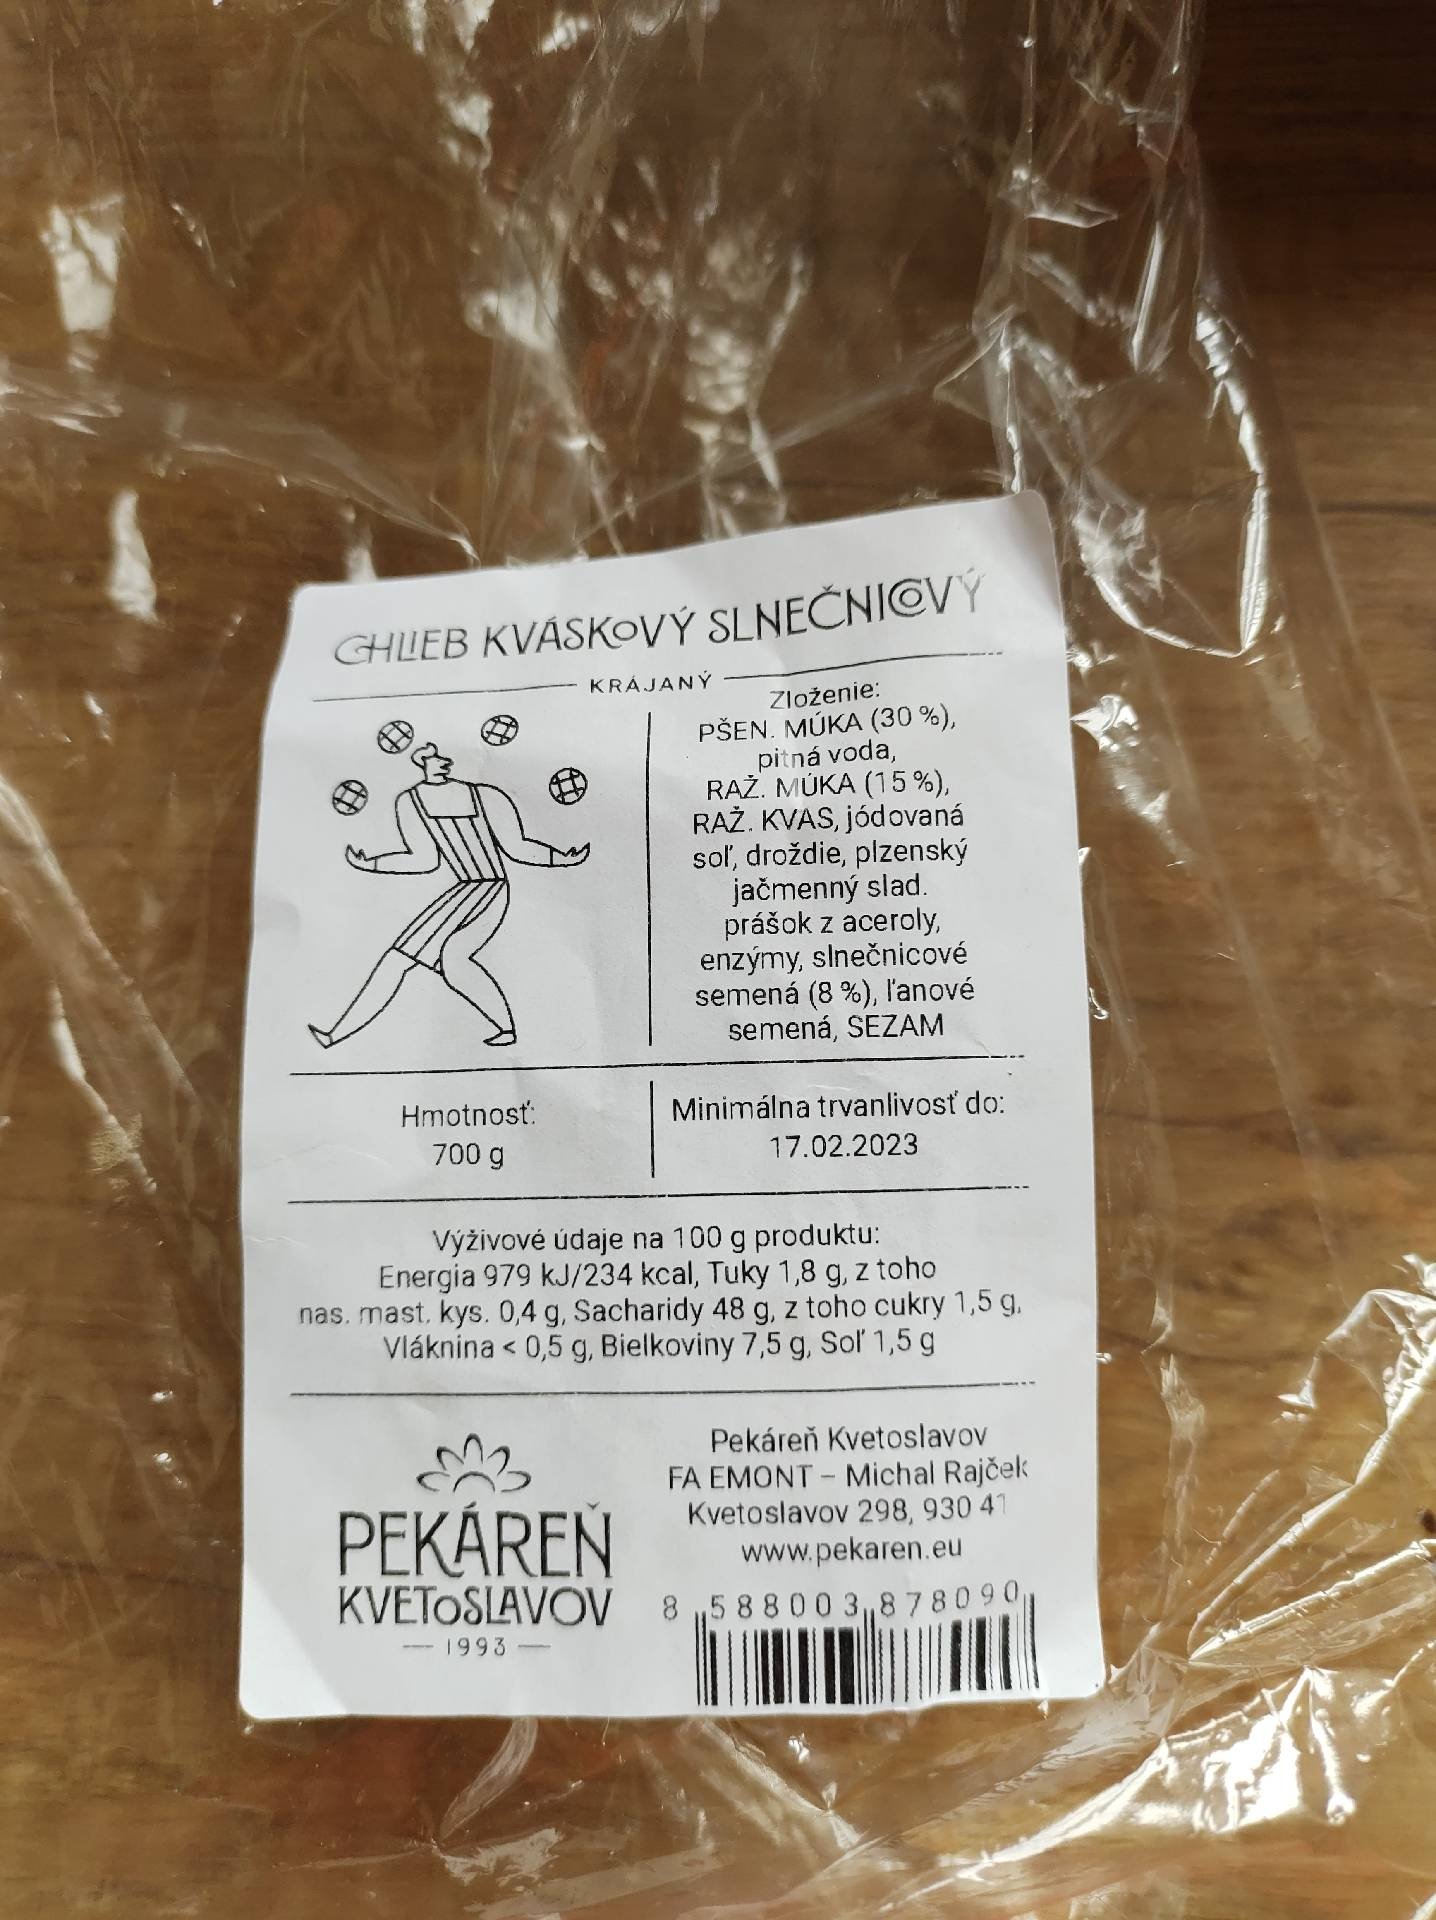 CHLIEB KVÁSKOVÝ SLNEČNICOVÝ
KRÁJANÝ
Zloženie:
PŠEN. MÚKA (30 %),
pitná voda,
RAŽ. MÚKA (15 %),
RAŽ. KVAS, jódovaná
soľ, droždie, plzenský
jačmenný slad.
prášok z aceroly,
enzýmy, slnečnicové
semená (8 %), ľanové
semená, SEZAM
Hmotnosť:
700 g
Minimálna trvanlivosť do:
17.02.2023
Výživové údaje na 100 g produktu:
Energia 979 kJ/234 kcal, Tuky 1,8 g, z toho
nas. mast. kys. 0,4 g, Sacharidy 48 g, z toho cukry 1,5 g,
Vláknina < 0,5 g, Bielkoviny 7,5 g, Soľ 1,5 g
PEKÁREŇ
KVETOSLAVOV
1993
Pekáreň Kvetoslavov
FA EMONT – Michal Rajček
Kvetoslavov 298, 930 41
www.pekaren.eu
8 588003 878090